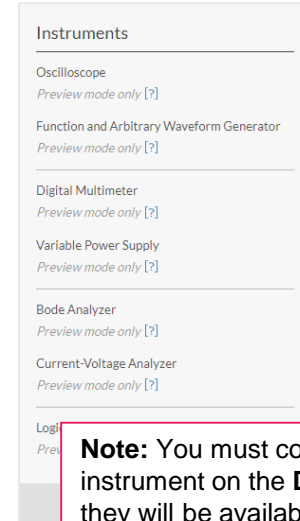 Instruments
Oscilloscope
Preview mode only [?]
Function and Arbitrary Waveform Generator
Preview mode only [?]
Digital Multimeter
Preview mode only [?]
Variable Power Supply
Preview mode only [?]
Bode Analyzer
Preview mode only [?]
Current-Voltage Analyzer
Preview mode only [?]
Note: You must
instrument on the
they will be